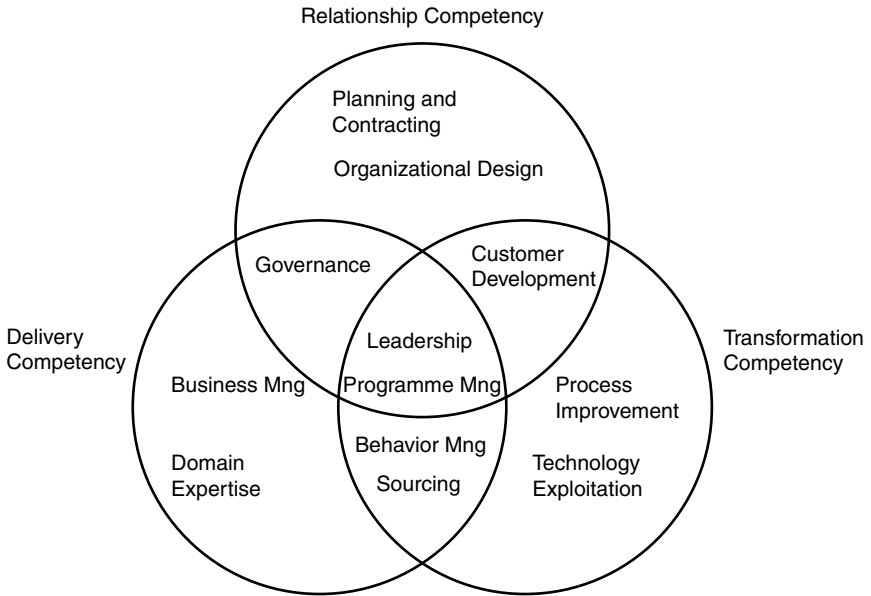 Relationship Competency
Planning and
Contracting
Organizational Design
Governance
Customer
Development
Delivery
Competency
Leadership
Transformation
Competency
Business Mng
Programme Mng
Process
Improvement
Behavior Mng
Domain
Expertise
Sourcing
Technology
Exploitation